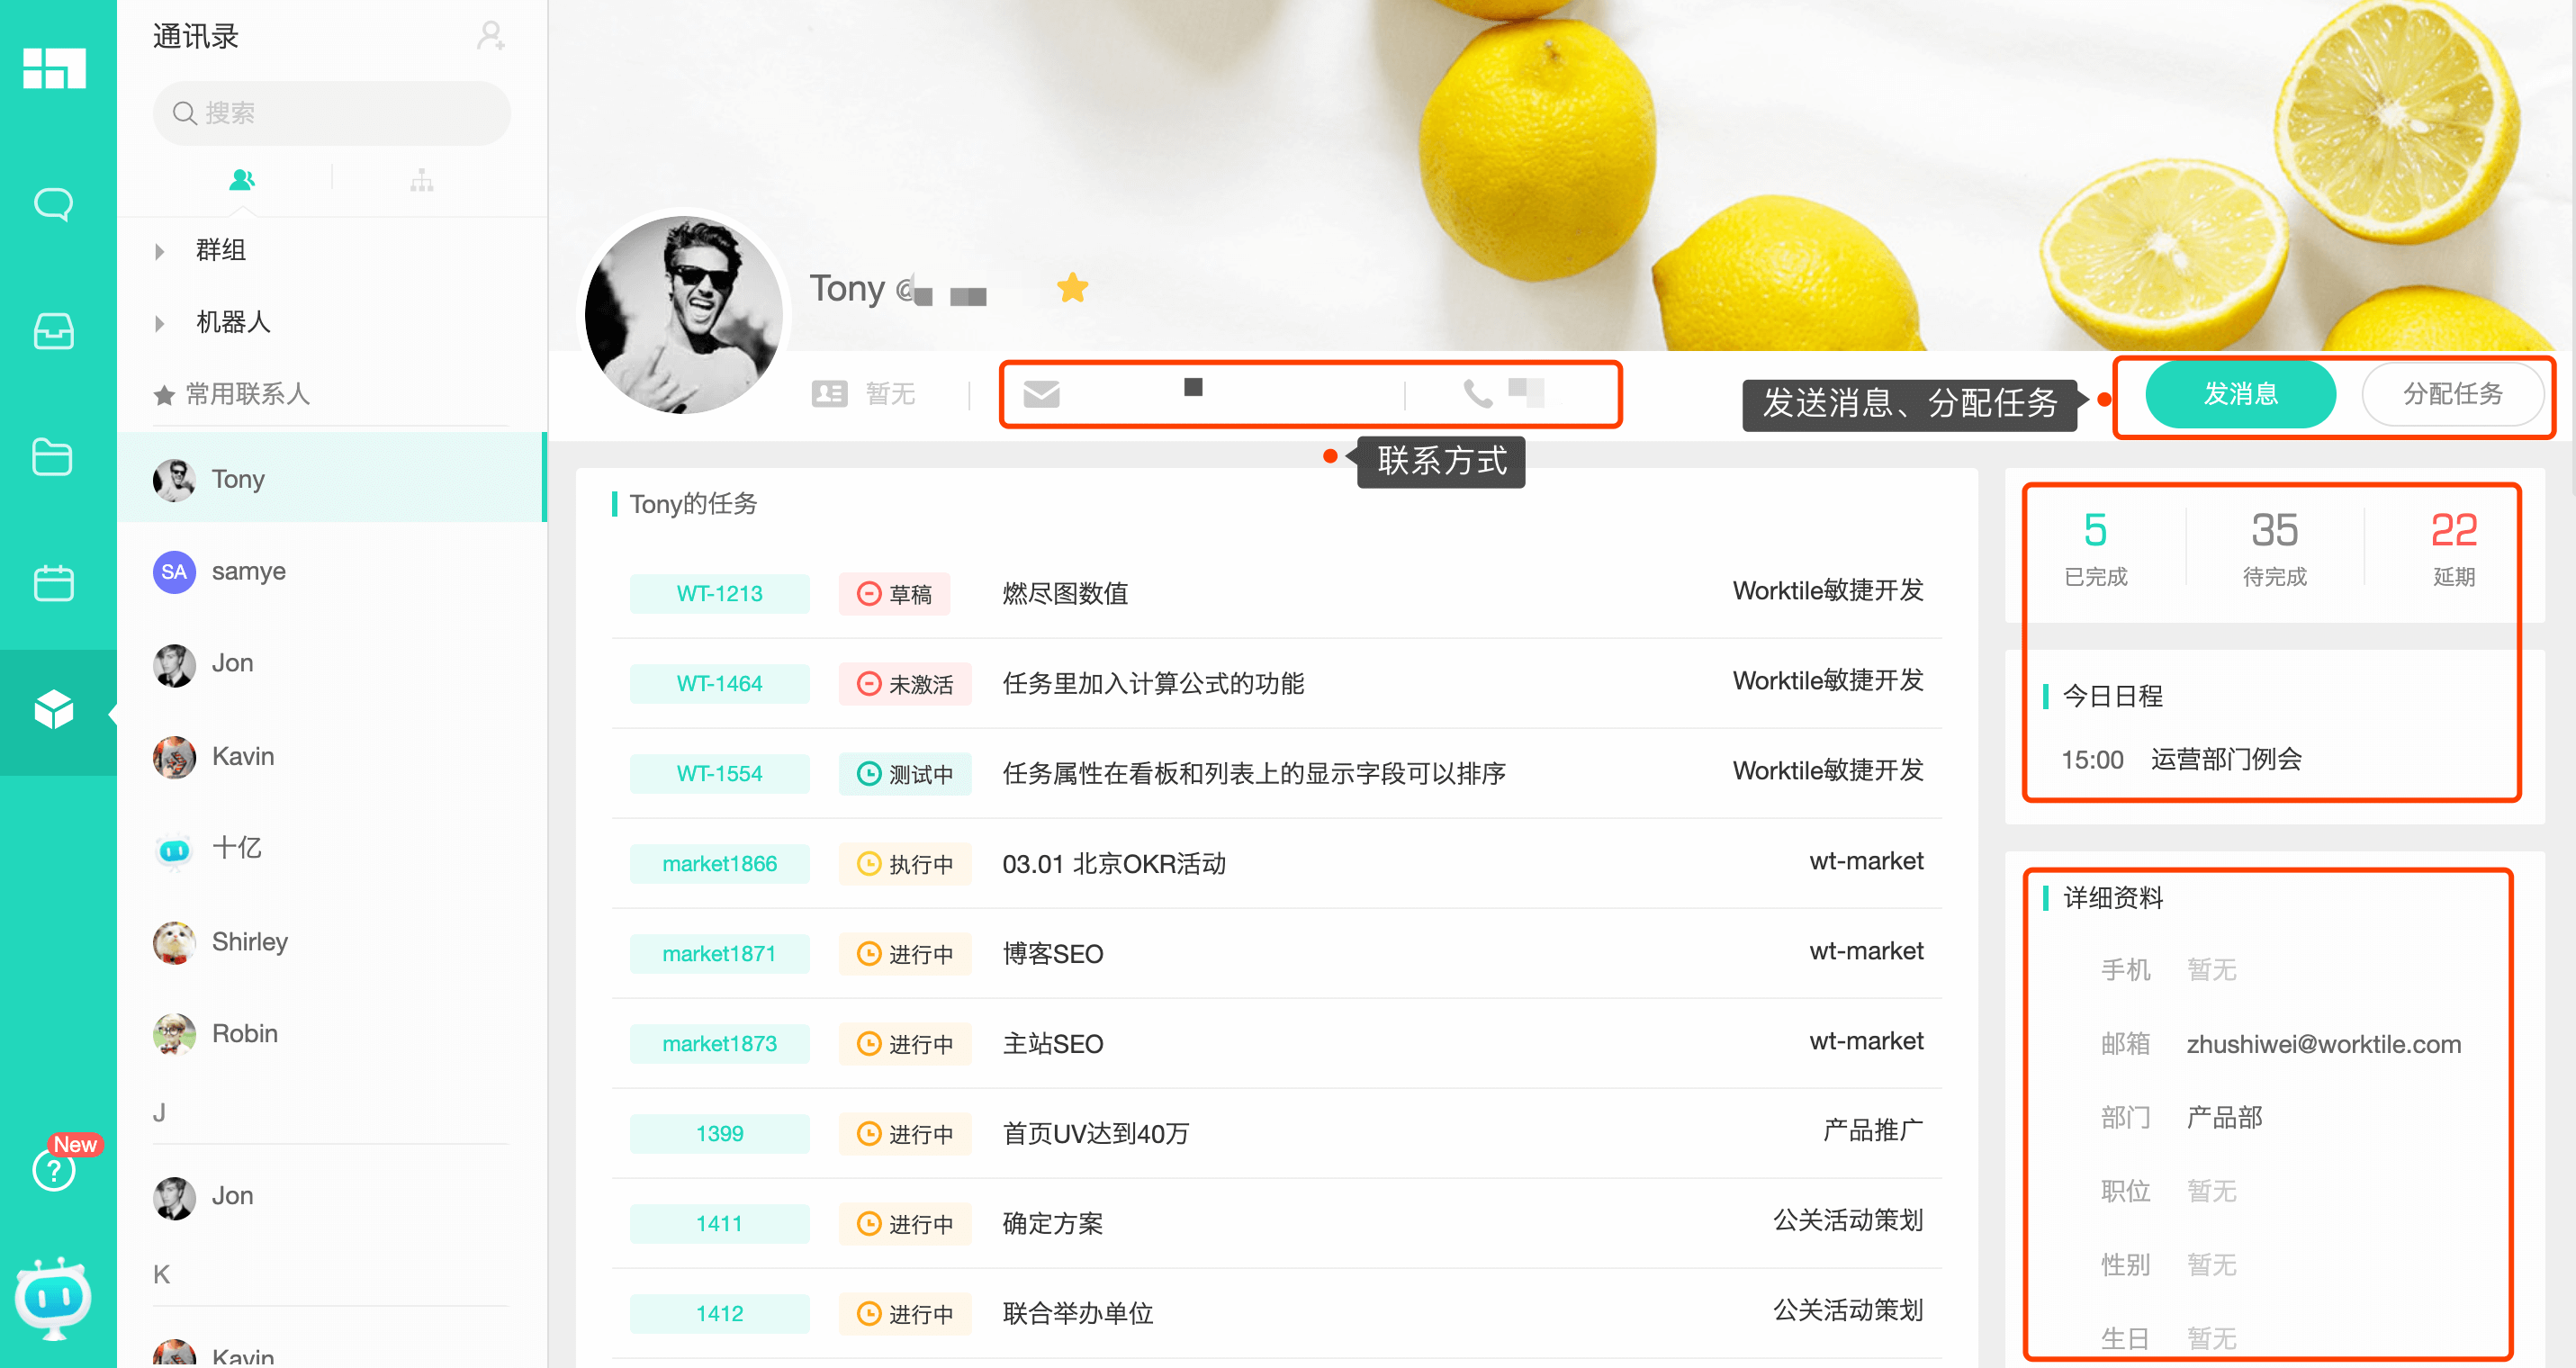 通讯录
搜索
群组
机器人
常用联系人
Tony
SA samye
Jon
Kavin
十亿
Shirley
Robin
J
Jon
K
Kavin
New
?
Tony @
暂无
联系方式
发送消息、分配任务
发消息
分配任务
Tony的任务
WT-1213 草稿 燃尽图数值 Worktile敏捷开发
WT-1464 未激活 任务里加入计算公式的功能 Worktile敏捷开发
WT-1554 测试中 任务属性在看板和列表上的显示字段可以排序 Worktile敏捷开发
market1866 执行中 03.01 北京OKR活动 wt-market
market1871 进行中 博客SEO wt-market
market1873 进行中 主站SEO wt-market
1399 进行中 首页UV达到40万 产品推广
1411 进行中 确定方案 公关活动策划
1412 进行中 联合举办单位 公关活动策划
5 35 22
已完成 待完成 延期
今日日程
15:00 运营部门例会
详细资料
手机 暂无
邮箱 zhushiwei@worktile.com
部门 产品部
职位 暂无
性别 暂无
生日 暂无